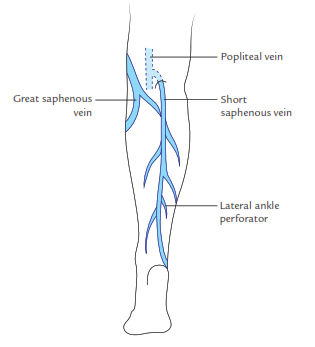 Popliteal vein
Great saphenous
vein
Short
saphenous vein
Lateral ankle
perforator